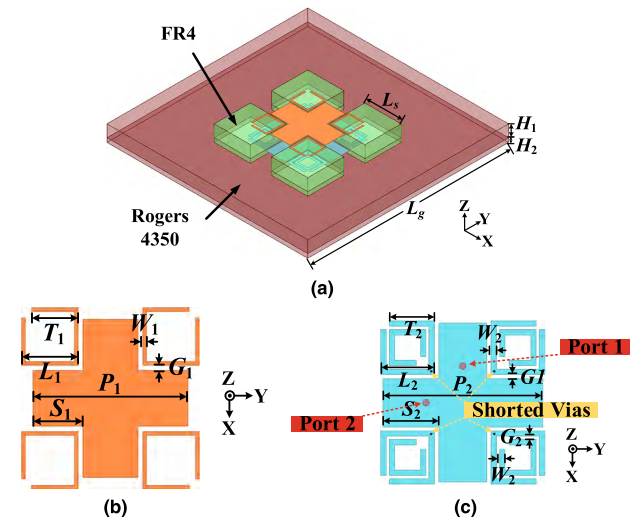 FR4
Ls
H1
H2
Rogers
4350
Lg
Z
Y
X
(a)
T1
W1
L1
G1
P1
S1
Z
Y
X
(b)
T2
W2
Port 1
L2
P2
G1
Port 2
S2
Shorted Vias
G2
W2
Z
Y
X
(c)